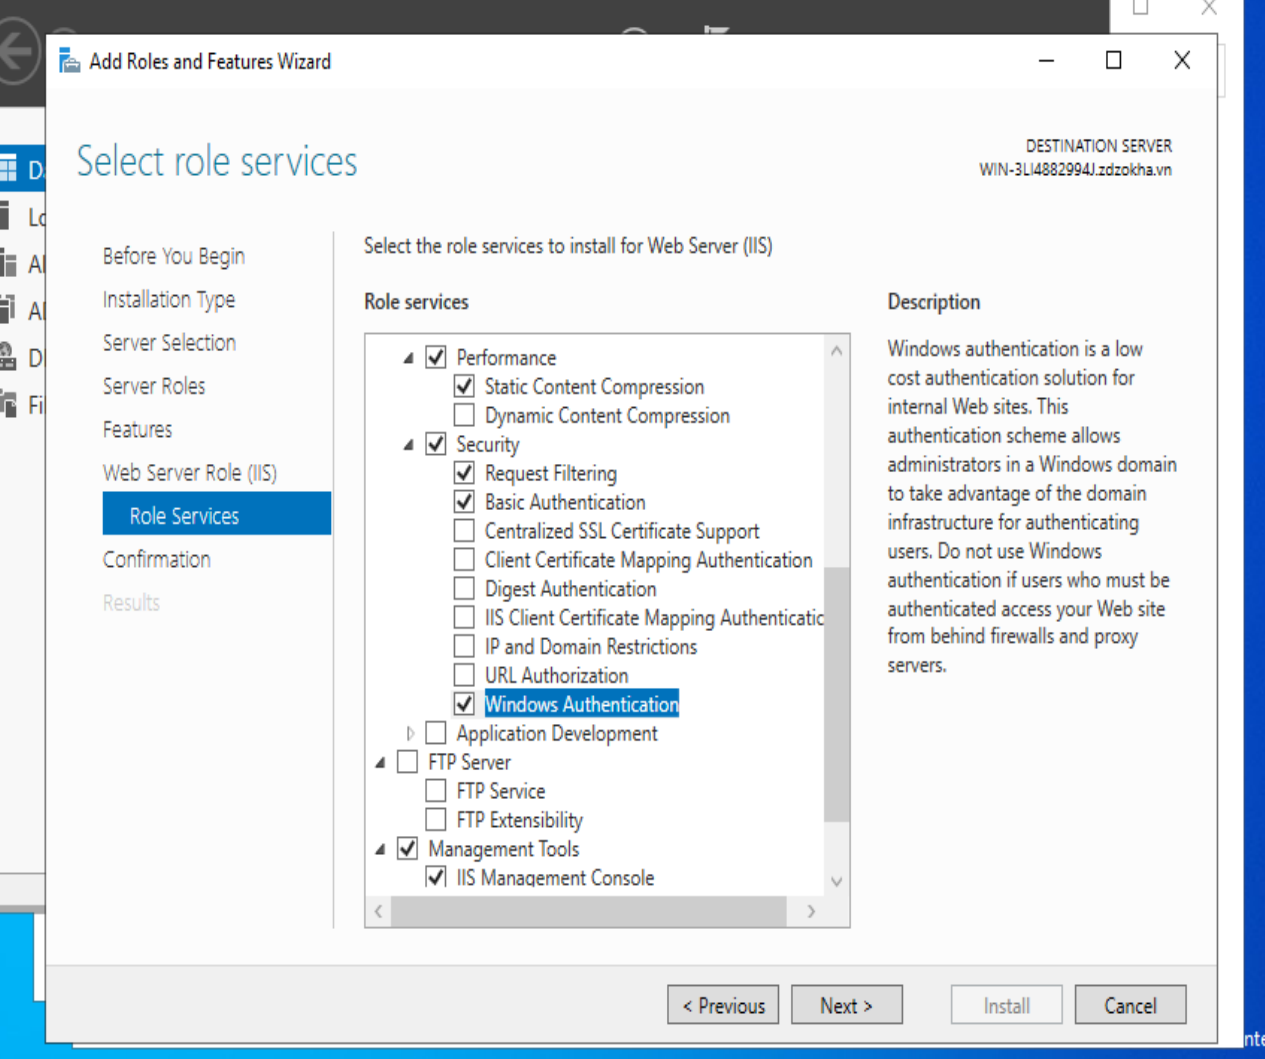 Add Roles and Features Wizard
Select role services
DESTINATION SERVER
WIN-3LI4882994J.zdzokha.vn
Before You Begin
Installation Type
Server Selection
Server Roles
Features
Web Server Role (IIS)
Role Services
Confirmation
Results
Select the role services to install for Web Server (IIS)
Role services
Performance
Static Content Compression
Dynamic Content Compression
Security
Request Filtering
Basic Authentication
Centralized SSL Certificate Support
Client Certificate Mapping Authentication
Digest Authentication
IIS Client Certificate Mapping Authenticatic
IP and Domain Restrictions
URL Authorization
Windows Authentication
Application Development
FTP Server
FTP Service
FTP Extensibility
Management Tools
IIS Management Console
Description
Windows authentication is a low
cost authentication solution for
internal Web sites. This
authentication scheme allows
administrators in a Windows domain
to take advantage of the domain
infrastructure for authenticating
users. Do not use Windows
authentication if users who must be
authenticated access your Web site
from behind firewalls and proxy
servers.
< Previous
Next >
Install
Cancel